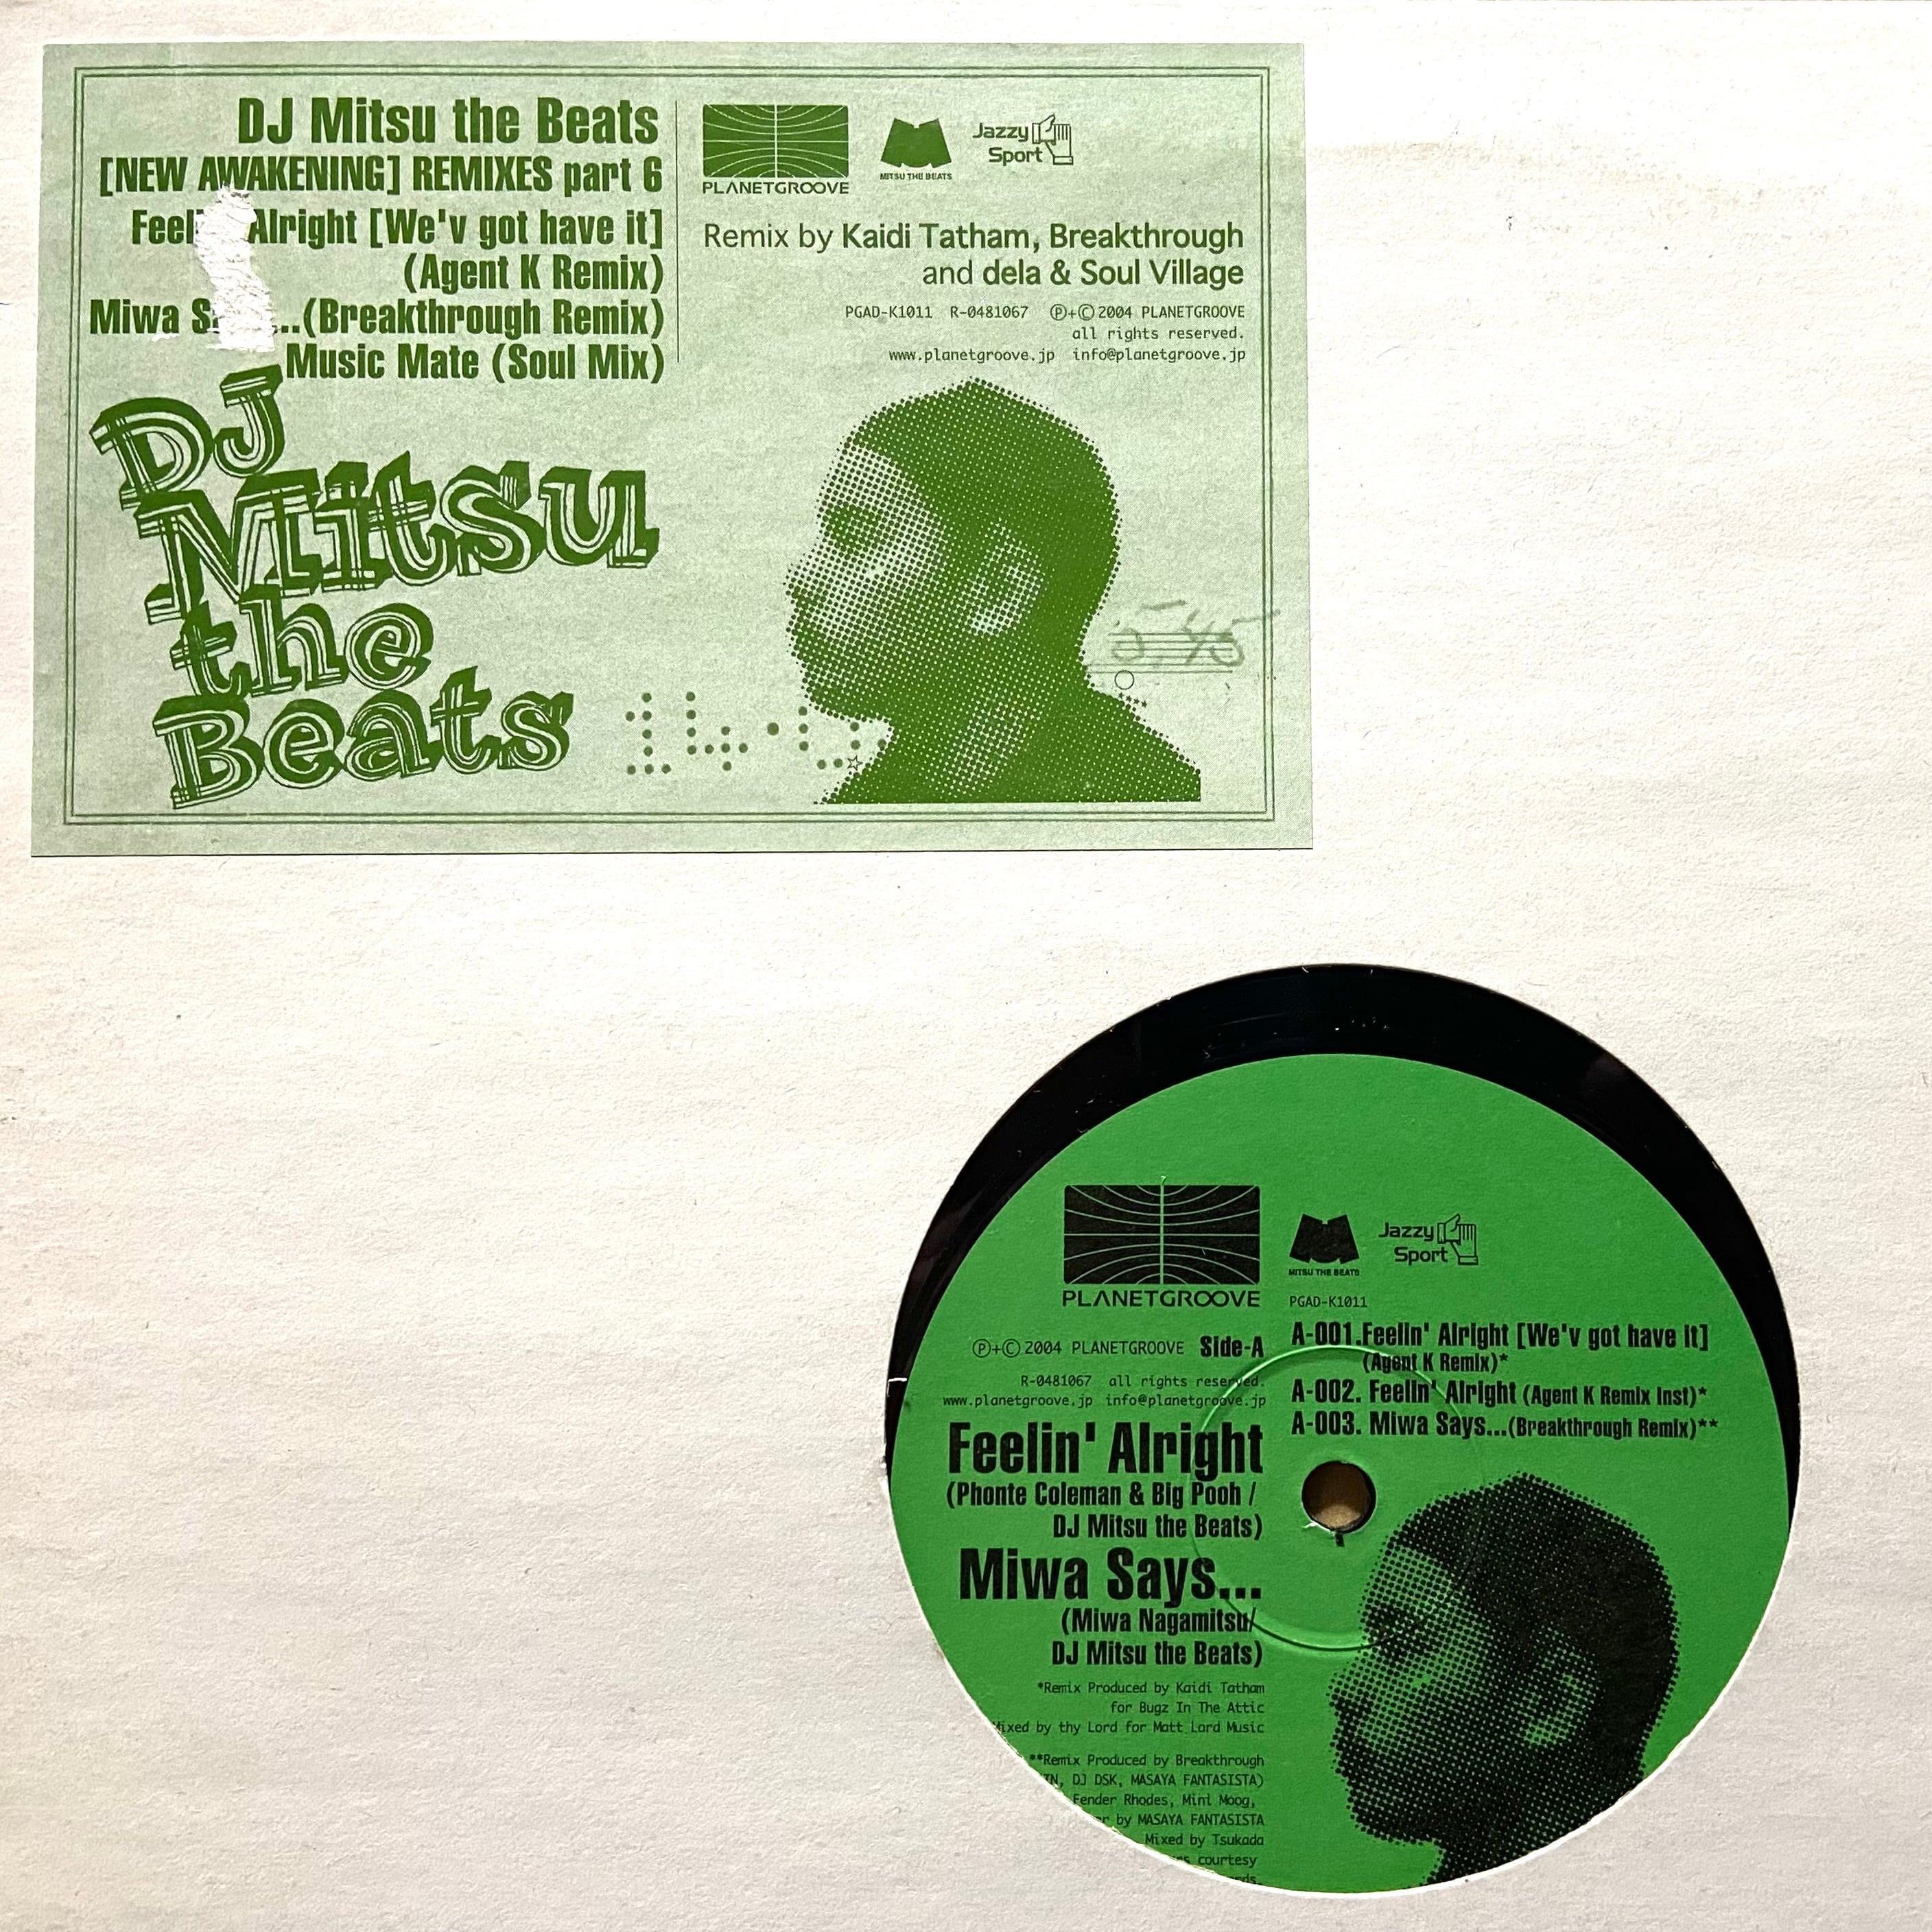 DJ Mitsu the Beats
[NEW AWAKENING] REMIXES part 6
Alright [We'v got have it]
(Agent K Remix)
Miwa ...(Breakthrough Remix)
Music Mate (Soul Mix)
PLANETGROOVE
MITSU THE BEATS
Jazzy
Sport
Remix by Kaidi Tatham, Breakthrough
and dela & Soul Village
PGAD-K1011 R-0481067 Ⓟ+Ⓒ 2004 PLANETGROOVE
all rights reserved.
www.planetgroove.jp info@planetgroove.jp
DJ
Mitsu
the
Beats
PLANETGROOVE
MITSU THE BEATS
Jazzy
Sport
Ⓟ+Ⓒ 2004 PLANETGROOVE Side-A
R-0481067 all rights reserved.
www.planetgroove.jp info@planetgroove.jp
Feelin' Alright
(Phonte Coleman & Big Pooh /
DJ Mitsu the Beats)
Miwa Says...
(Miwa Nagamitsu/
DJ Mitsu the Beats)
*Remix Produced by Kaidi Tatham
for Bugz In The Attic
Mixed by thy Lord for Matt Lord Music
**Remix Produced by Breakthrough
DJ DSK, MASAYA FANTASISTA)
Fender Rhodes, Mini Moog,
by MASAYA FANTASISTA
Mixed by Tsukada
courtesy
PGAD-K1011
A-001.Feelin' Alright [We'v got have it]
(Agent K Remix)*
A-002. Feelin' Alright (Agent K Remix Inst)*
A-003. Miwa Says...(Breakthrough Remix)**